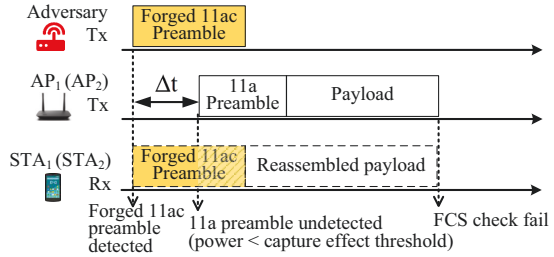 Adversary
Tx
Forged 11ac
Preamble
Δt
AP1 (AP2)
Tx
11a
Preamble
Payload
STA1 (STA2)
Rx
Forged 11ac
Preamble
Reassembled payload
Forged 11ac
preamble
detected
11a preamble undetected
(power < capture effect threshold)
FCS check fail